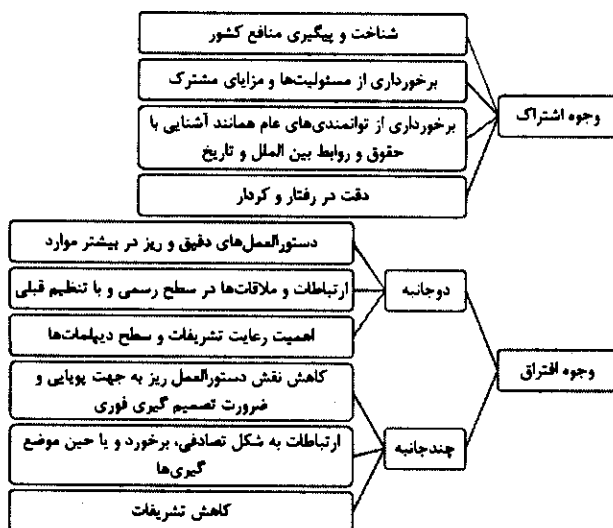 وجوه اشتراک
شناخت و پیگیری منافع کشور
برخورداری از مسئولیت‌ها و مزایای مشترک
برخورداری از توانمندی‌های عام همانند آشنایی با
حقوق و روابط بین الملل و تاریخ
دقت در رفتار و کردار
وجوه افتراق
دوجانبه
دستورالعمل‌های دقیق و ریز در بیشتر موارد
ارتباطات و ملاقات‌ها در سطح رسمی و با تنظیم قبلی
اهمیت رعایت تشریفات و سطح دیپلمات‌ها
چندجانبه
کاهش نقش دستورالعمل ریز به جهت پویایی و
ضرورت تصمیم گیری فوری
ارتباطات به شکل تصادفی، برخورد و یا حین موضع
گیری‌ها
کاهش تشریفات